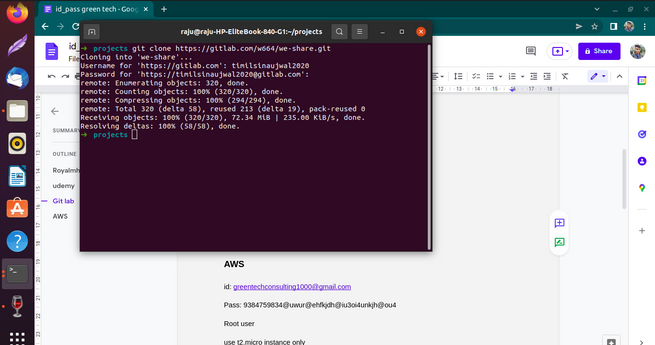 id_pass green tech - Goog
raju@raju-HP-EliteBook-840-G1:~/projects
id_
Share
Fil
➜ projects git clone https://gitlab.com/w664/we-share.git
Cloning into 'we-share'...
Username for 'https://gitlab.com': timilsinaujwal2020
Password for 'https://timilsinaujwal2020@gitlab.com':
remote: Enumerating objects: 320, done.
remote: Counting objects: 100% (320/320), done.
remote: Compressing objects: 100% (294/294), done.
remote: Total 320 (delta 58), reused 213 (delta 19), pack-reused 0
Receiving objects: 100% (320/320), 72.34 MiB | 235.00 KiB/s, done.
Resolving deltas: 100% (58/58), done.
➜ projects
SUMMAR
OUTLINE
Royalmh
udemy
Git lab
AWS
AWS
id: greentechconsulting1000@gmail.com
Pass: 9384759834@uwur@ehfkjdh@iu3oi4unkjh@ou4
Root user
use t2.micro instance only